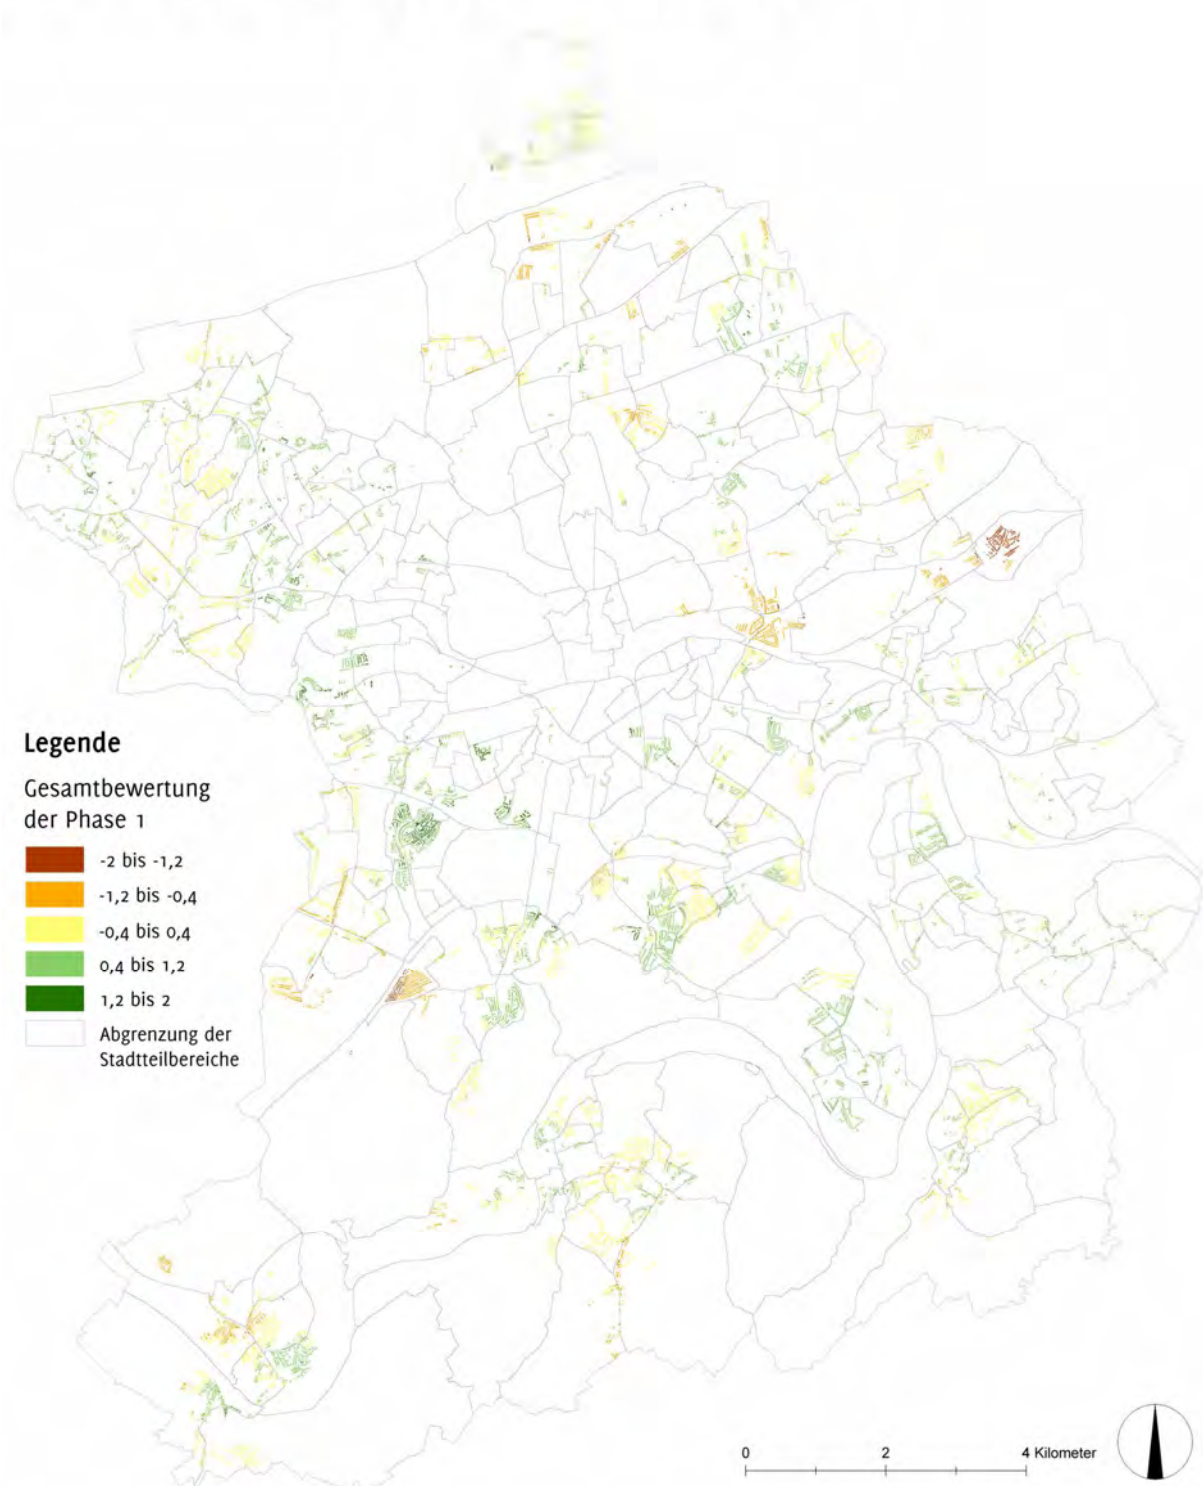 Legende
Gesamtbewertung
der Phase 1
-2 bis -1,2
-1,2 bis -0,4
-0,4 bis 0,4
0,4 bis 1,2
1,2 bis 2
Abgrenzung der
Stadtteilbereiche
0 2 4 Kilometer